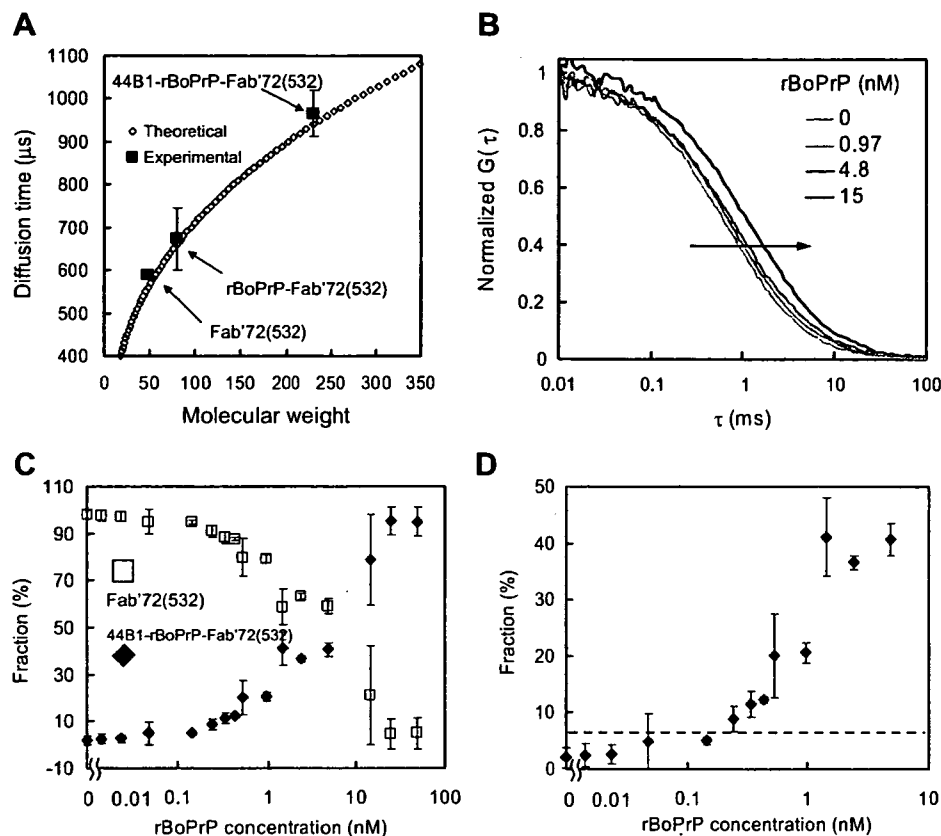 A
1100
1000
900
800
700
600
500
400
Diffusion time (μs)
44B1-rBoPrP-Fab'72(532)
Theoretical
Experimental
rBoPrP-Fab'72(532)
Fab'72(532)
0 50 100 150 200 250 300 350
Molecular weight
B
1
0.8
0.6
0.4
0.2
0
Normalized G(τ)
rBoPrP (nM)
0
0.97
4.8
15
0.01 0.1 1 10 100
τ (ms)
C
110
90
70
50
30
10
-10
Fraction (%)
Fab'72(532)
44B1-rBoPrP-Fab'72(532)
0 0.01 0.1 1 10 100
rBoPrP concentration (nM)
D
50
40
30
20
10
0
Fraction (%)
0 0.01 0.1 1 10
rBoPrP concentration (nM)